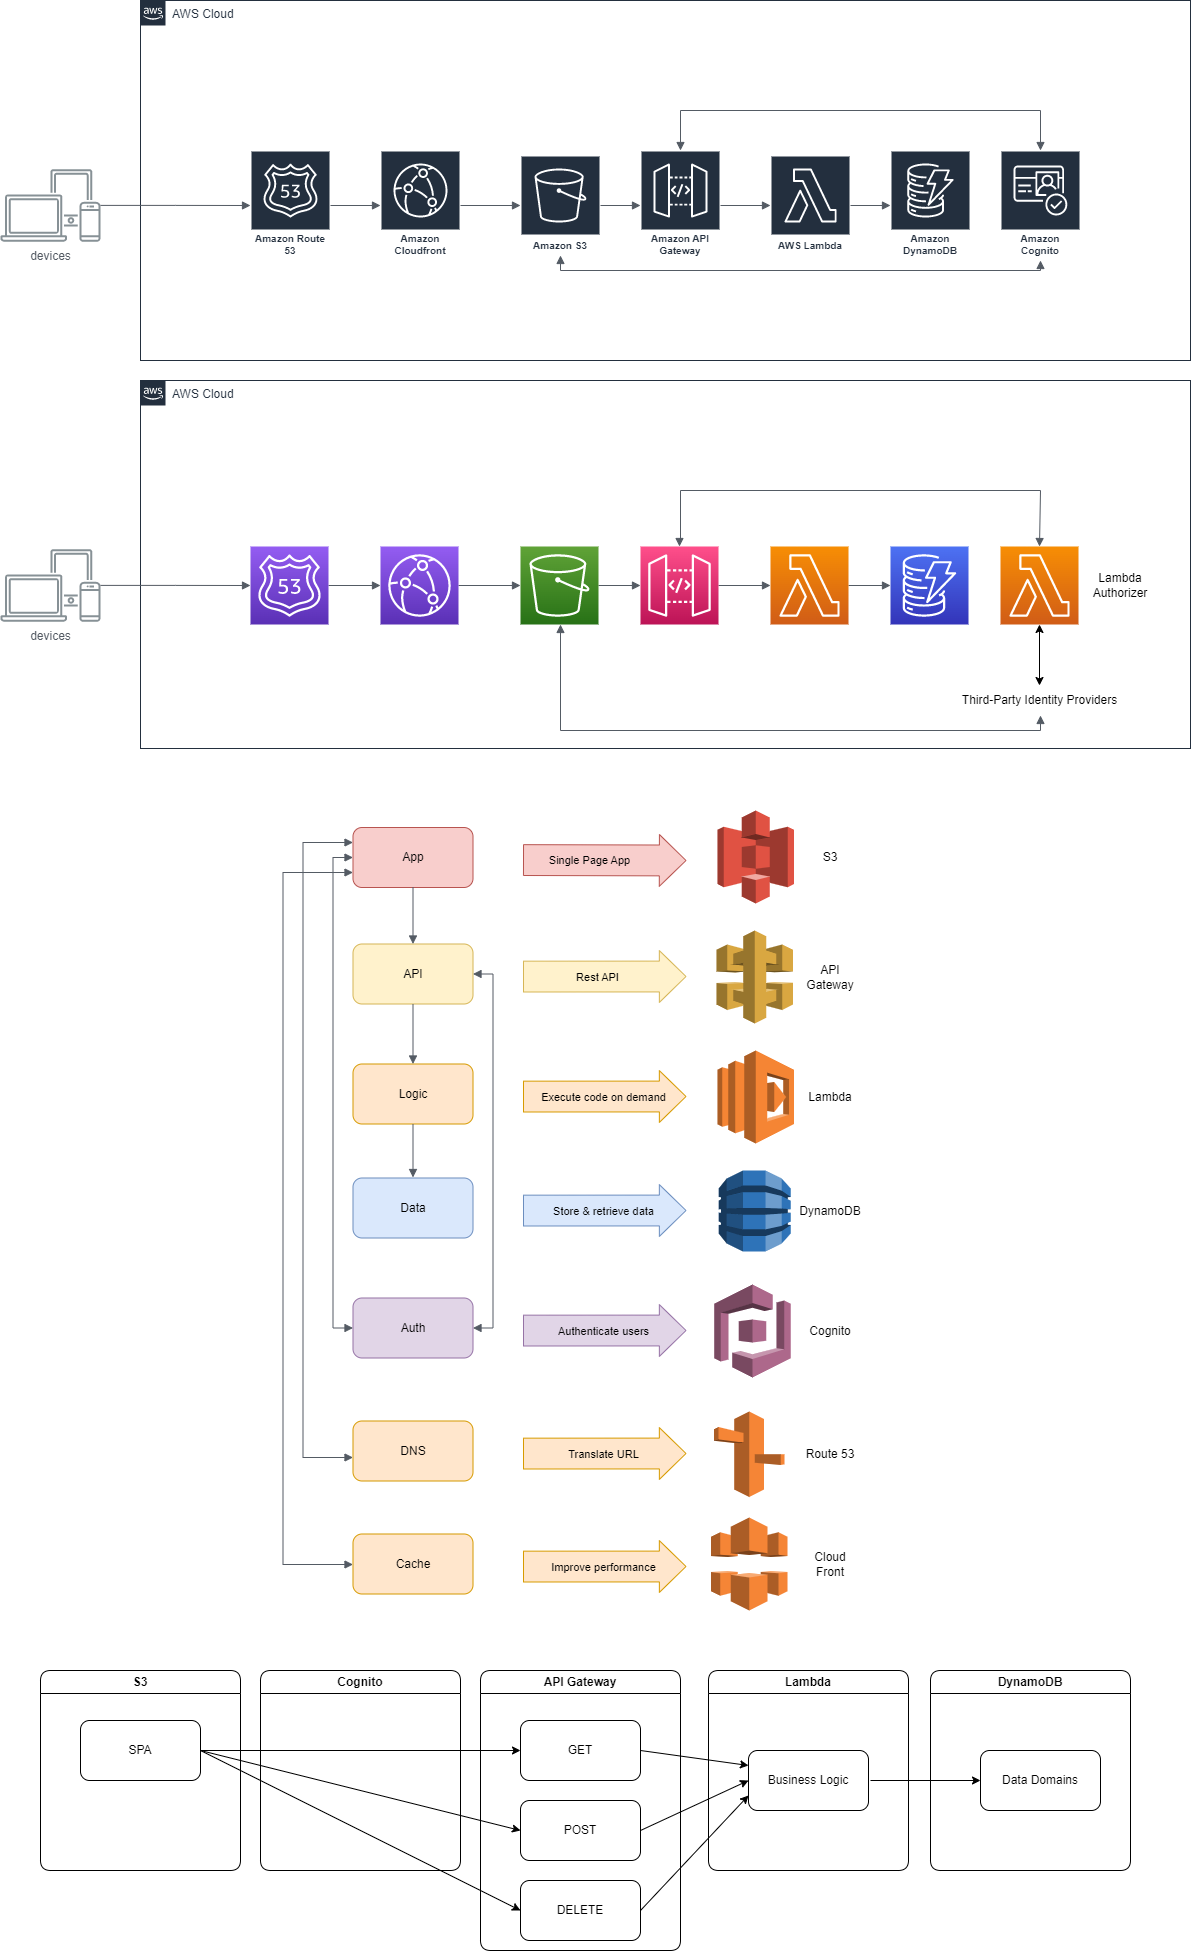 aws
AWS Cloud
53
</>
devices
Amazon Route
53
Amazon
Cloudfront
Amazon S3
Amazon API
Gateway
AWS Lambda
Amazon
DynamoDB
Amazon
Cognito
aws
AWS Cloud
53
</>
Lambda
Authorizer
devices
Third-Party Identity Providers
App
Single Page App
S3
API
Rest API
API
Gateway
Logic
Execute code on demand
Lambda
Data
Store & retrieve data
DynamoDB
Auth
Authenticate users
Cognito
DNS
Translate URL
Route 53
Cache
Improve performance
Cloud
Front
S3
Cognito
API Gateway
Lambda
DynamoDB
SPA
GET
Business Logic
Data Domains
POST
DELETE